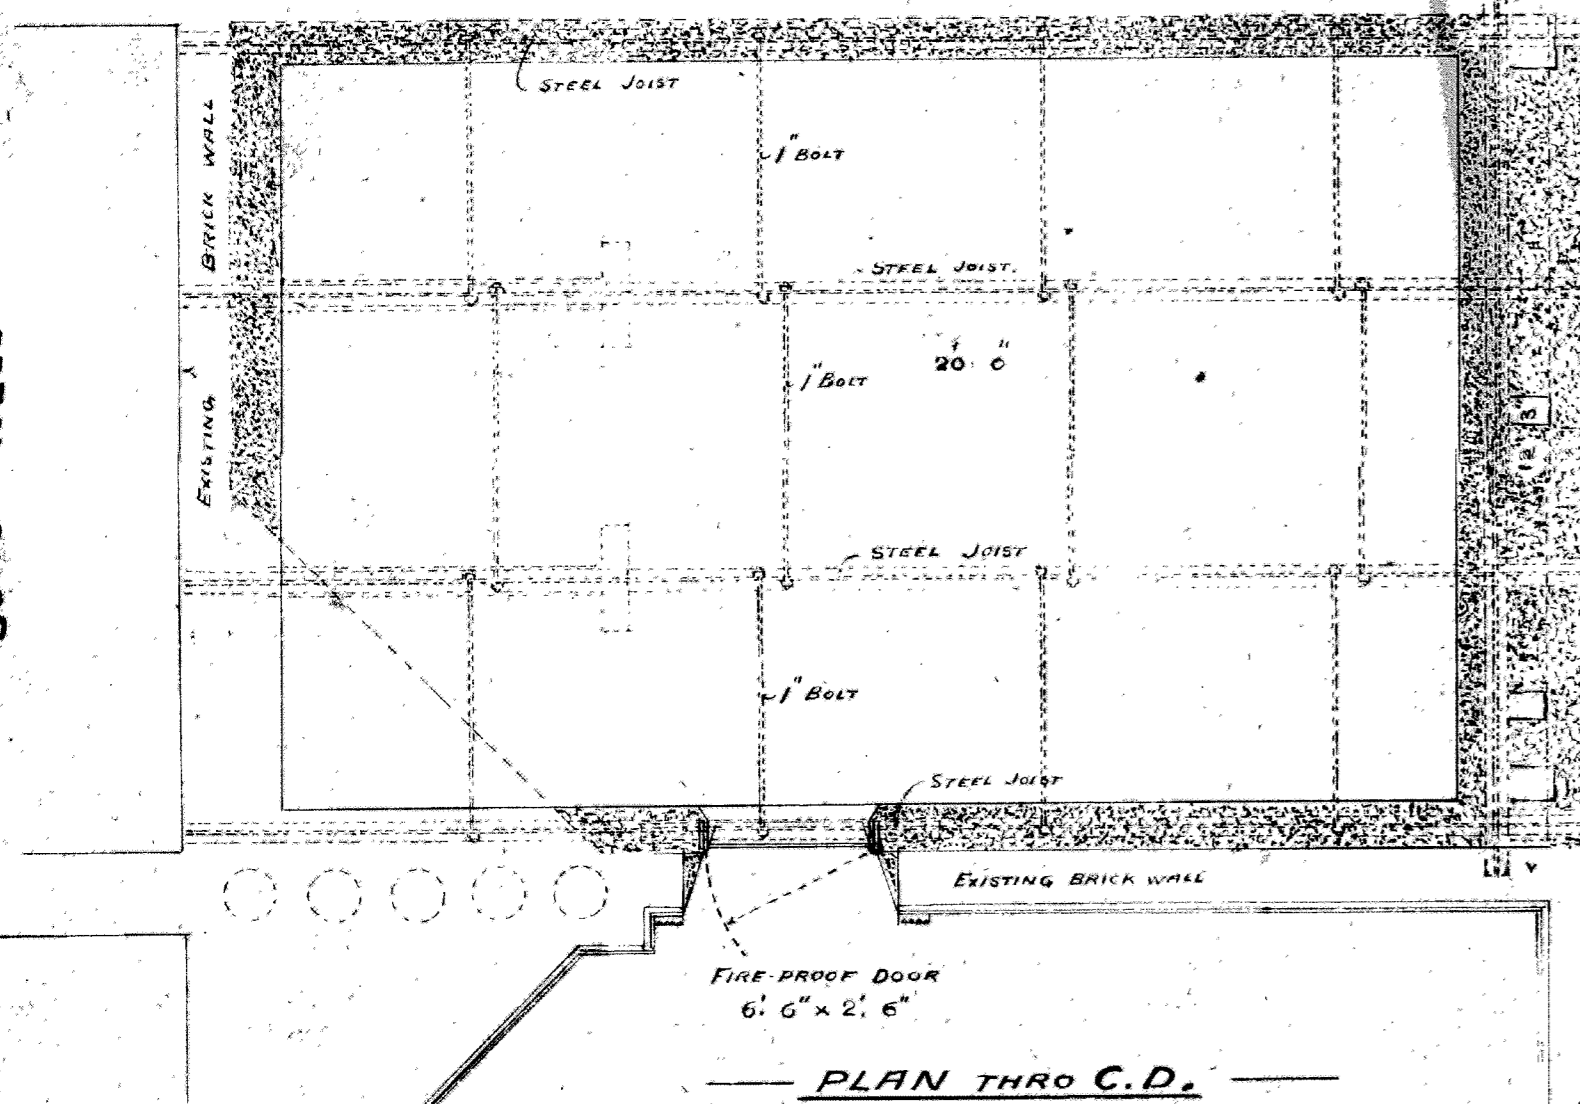 STEEL JOIST
1" BOLT
BRICK WALL
STEEL JOIST.
20' 0"
1" BOLT
EXISTING
STEEL JOIST
1" BOLT
STEEL JOIST
EXISTING BRICK WALL
FIRE-PROOF DOOR
6'. 6" x 2'. 6"
PLAN THRO C.D.